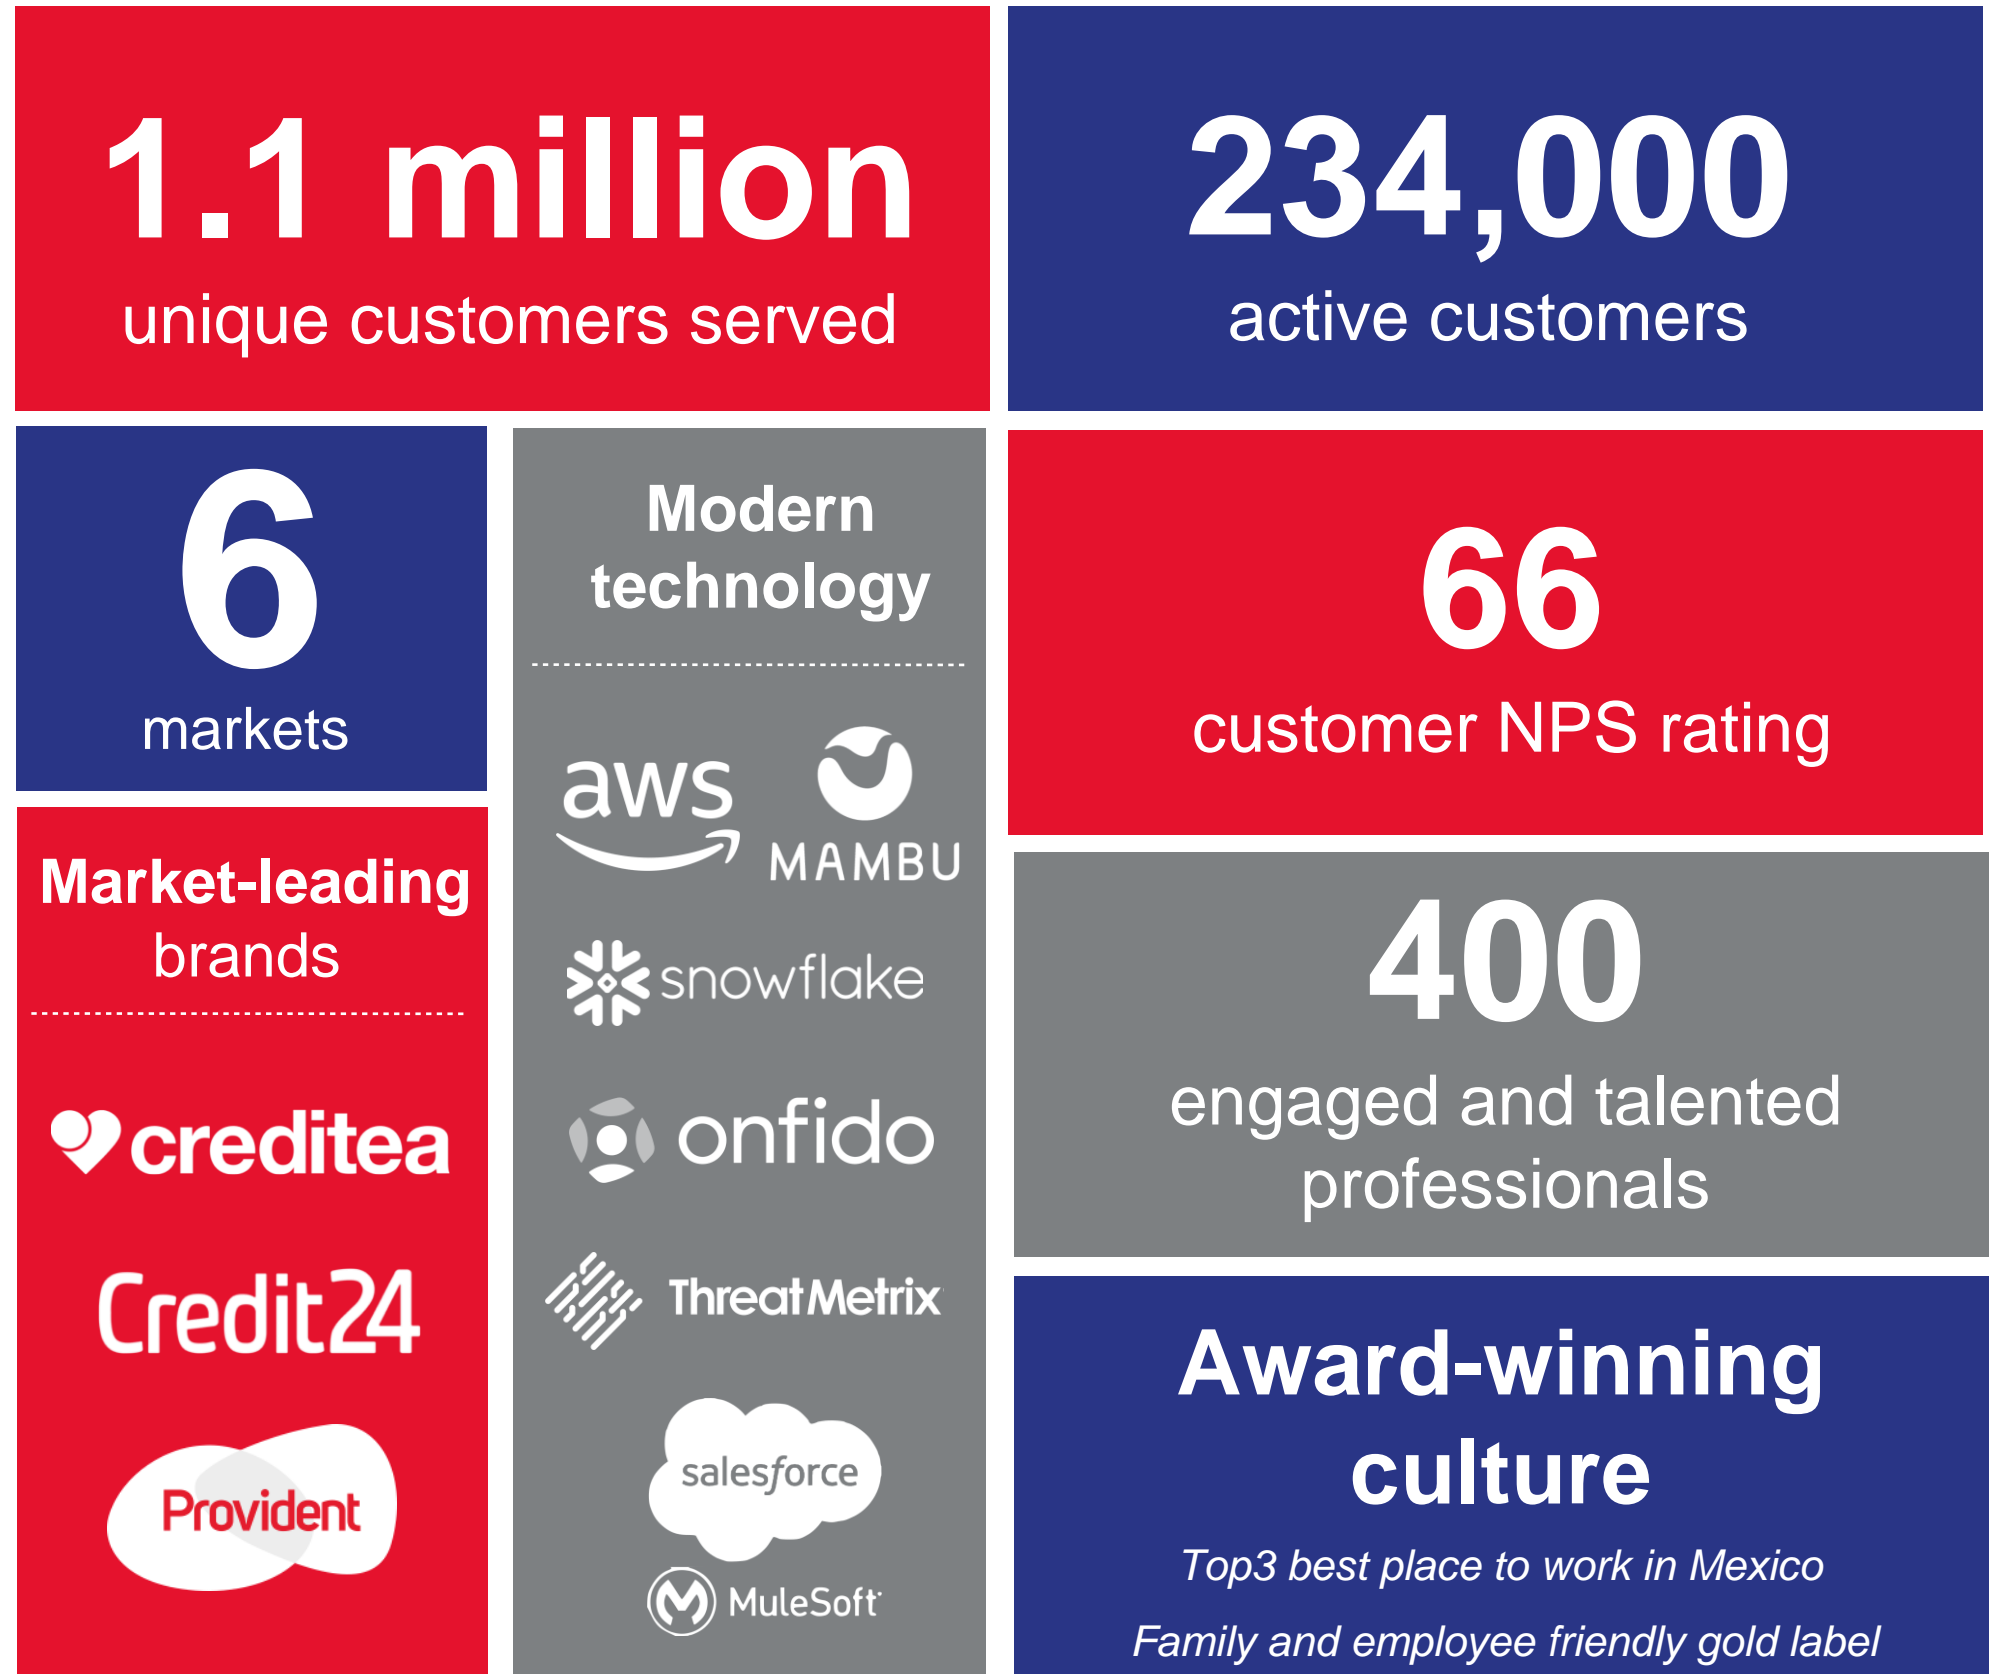 1.1 million
unique customers served
234,000
active customers
6
markets
Market-leading
brands
creditea
Credit24
Provident
Modern
technology
aws
MAMBU
snowflake
onfido
ThreatMetrix
salesforce
MuleSoft
66
customer NPS rating
400
engaged and talented
professionals
Award-winning
culture
Top3 best place to work in Mexico
Family and employee friendly gold label